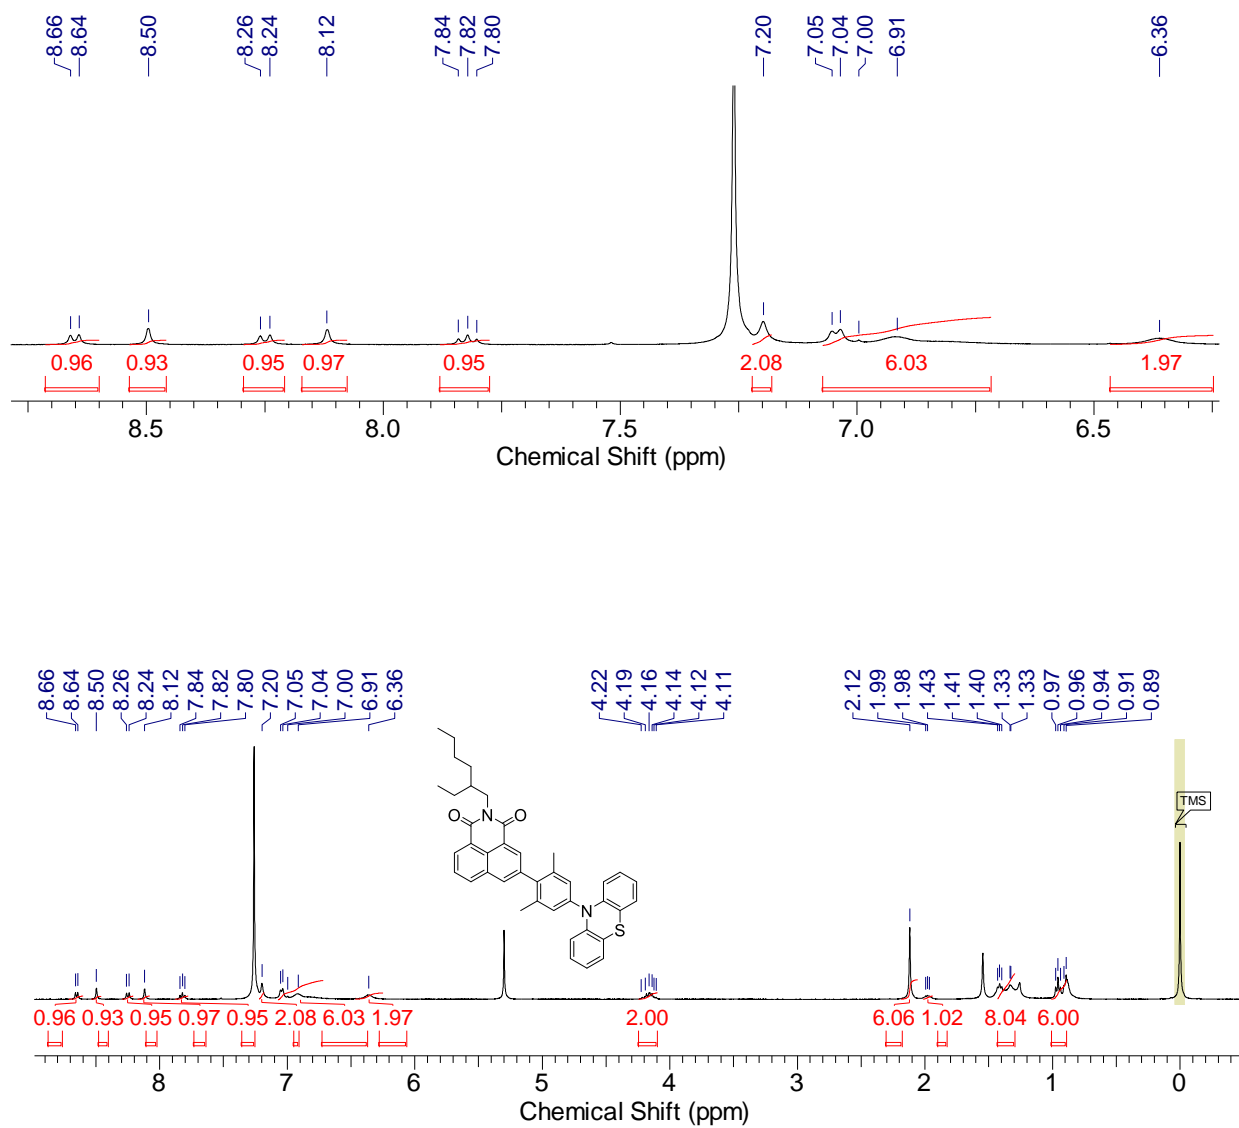 8.66 8.64 8.50 8.26 8.24 8.12 7.84 7.82 7.80 7.20 7.05 7.04 7.00 6.91 6.36
0.96 0.93 0.95 0.97 0.95 2.08 6.03 1.97
8.5 8.0 7.5 7.0 6.5
Chemical Shift (ppm)
8.66 8.64 8.50 8.26 8.24 8.12 7.84 7.82 7.80 7.20 7.05 7.04 7.00 6.91 6.36 4.22 4.19 4.16 4.14 4.12 4.11 2.12 1.99 1.98 1.43 1.41 1.40 1.33 1.33 0.97 0.96 0.94 0.91 0.89
TMS
O N O
N
S
0.96 0.93 0.95 0.97 0.95 2.08 6.03 1.97 2.00 6.06 1.02 8.04 6.00
8 7 6 5 4 3 2 1 0
Chemical Shift (ppm)